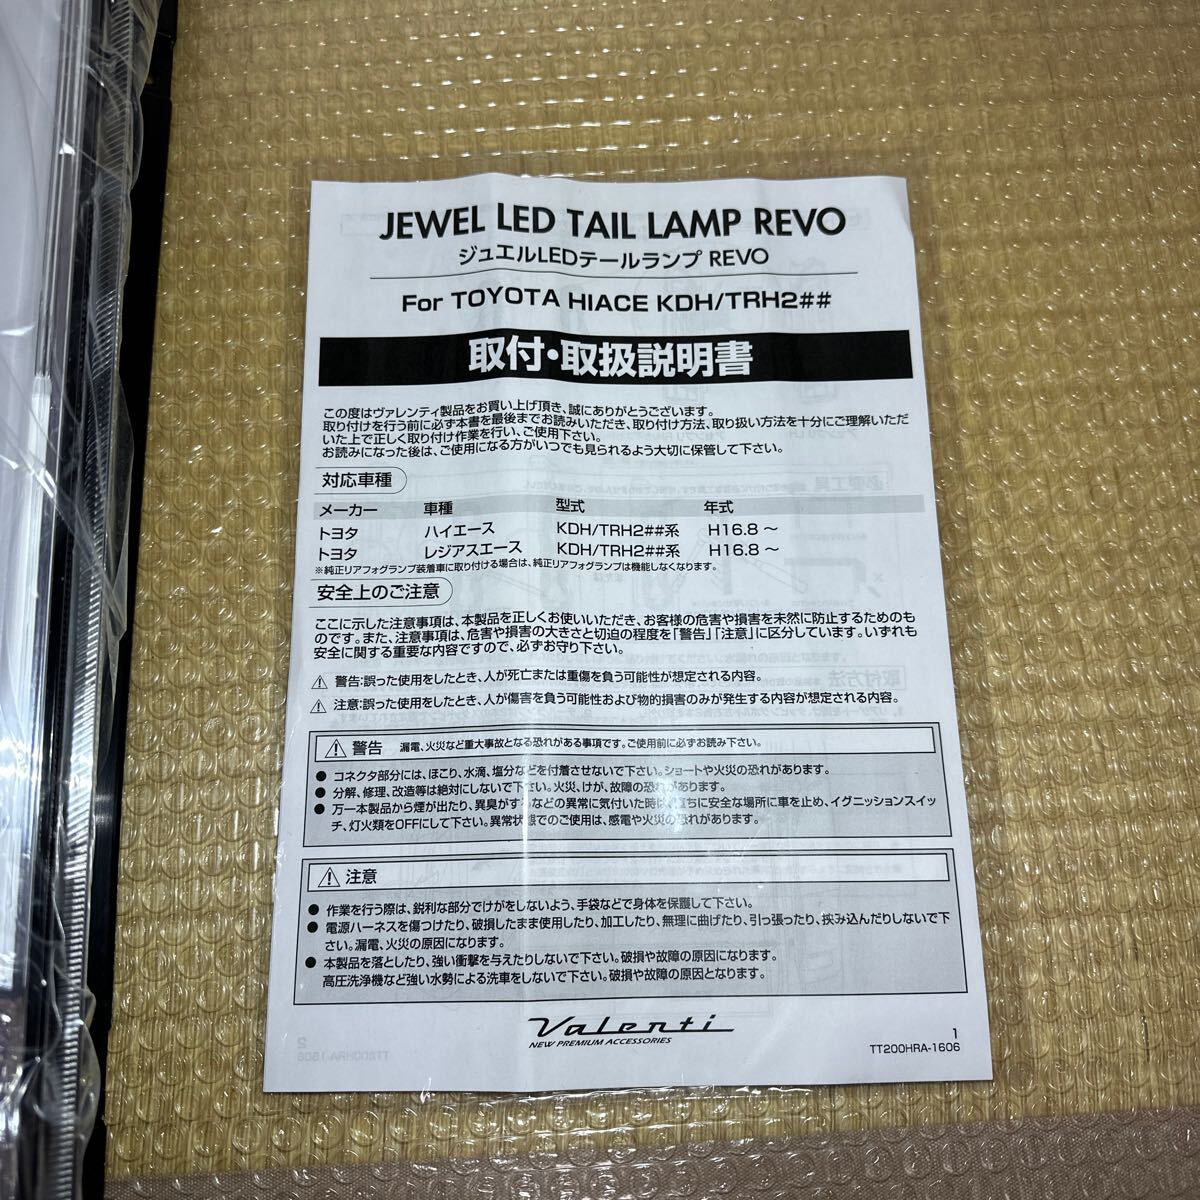 JEWEL LED TAIL LAMP REVO
ジュエルLEDテールランプ REVO
For TOYOTA HIACE KDH/TRH2##
取付・取扱説明書
この度はヴァレンティ製品をお買い上げ頂き、誠にありがとうございます。
取り付けを行う前に必ず本書を最後までお読みいただき、取り付け方法、取り扱い方法を十分にご理解いただ
いた上で正しく取り付け作業を行い、ご使用下さい。
お読みになった後は、ご使用になる方がいつでも見られるよう大切に保管して下さい。
対応車種
メーカー 車種 型式 年式
トヨタ ハイエース KDH/TRH2##系 H16.8 ～
トヨタ レジアスエース KDH/TRH2##系 H16.8 ～
※純正リアフォグランプ装着車に取り付ける場合は、純正リアフォグランプは機能しなくなります。
安全上のご注意
ここに示した注意事項は、本製品を正しくお使いいただき、お客様の危害や損害を未然に防止するためのも
のです。また、注意事項は、危害や損害の大きさと切迫の程度を「警告」「注意」に区分しています。いずれも
安全に関する重要な内容ですので、必ずお守り下さい。
⚠ 警告:誤った使用をしたとき、人が死亡または重傷を負う可能性が想定される内容。
⚠ 注意:誤った使用をしたとき、人が傷害を負う可能性および物的損害のみが発生する内容が想定される内容。
⚠ 警告 漏電、火災など重大事故となる恐れがある事項です。ご使用前に必ずお読み下さい。
● コネクタ部分には、ほこり、水滴、塩分などを付着させないで下さい。ショートや火災の恐れがあります。
● 分解、修理、改造等は絶対にしないで下さい。火災、けが、故障の恐れがあります。
● 万一本製品から煙が出たり、異臭がするなどの異常に気付いた時は、直ちに安全な場所に車を止め、イグニッションスイッ
チ、灯火類をOFFにして下さい。異常状態でのご使用は、感電や火災の恐れがあります。
⚠ 注意
● 作業を行う際は、鋭利な部分でけがをしないよう、手袋などで身体を保護して下さい。
● 電源ハーネスを傷つけたり、破損したまま使用したり、加工したり、無理に曲げたり、引っ張ったり、挟み込んだりしないで下
さい。漏電、火災の原因になります。
● 本製品を落としたり、強い衝撃を与えたりしないで下さい。破損や故障の原因になります。
高圧洗浄機など強い水勢による洗車をしないで下さい。破損や故障の原因となります。
Valenti
NEW PREMIUM ACCESSORIES
1
TT200HRA-1606